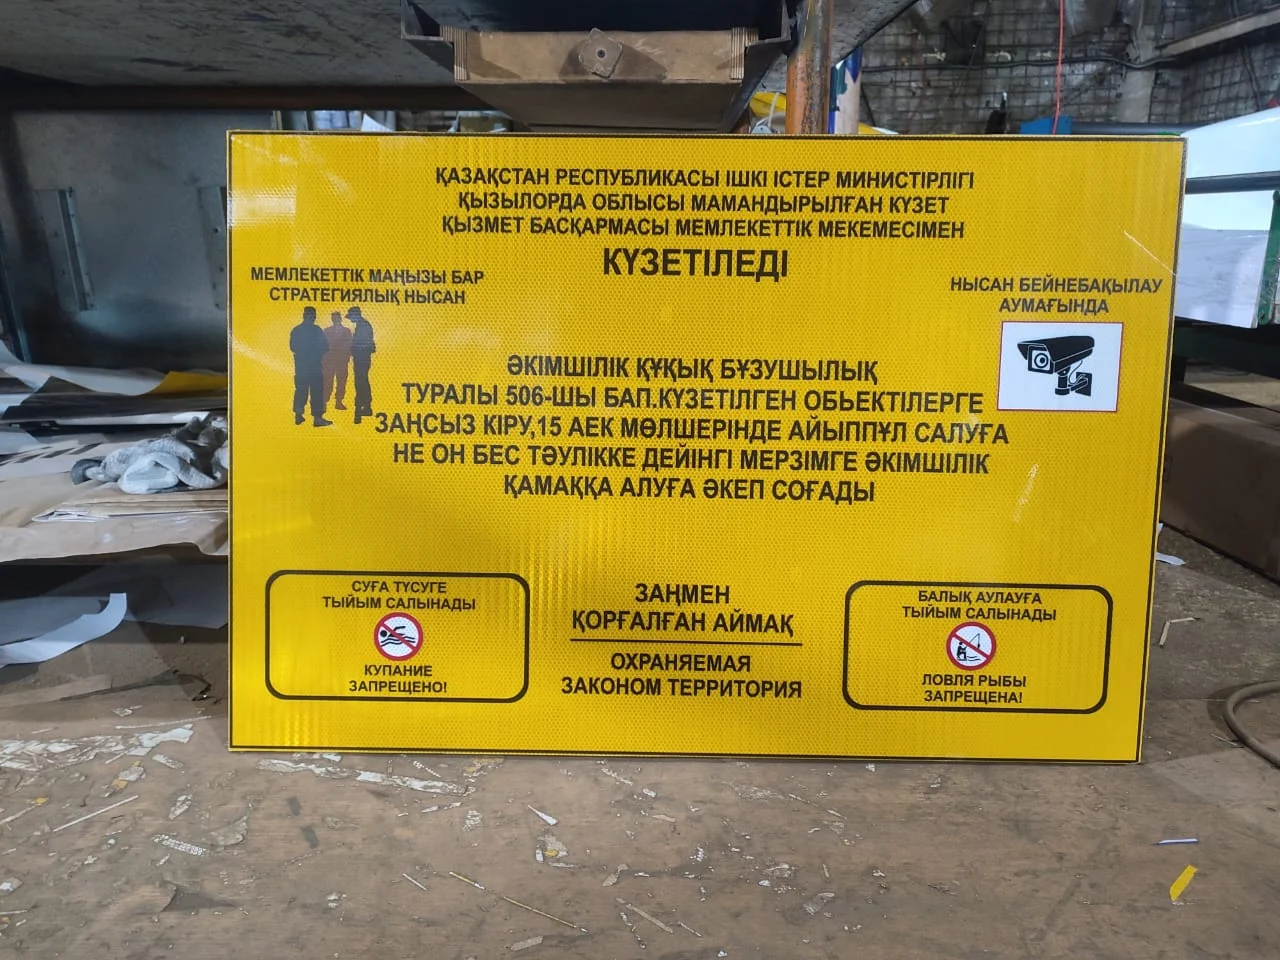 ҚАЗАҚСТАН РЕСПУБЛИКАСЫ ІШКІ ІСТЕР МИНИСТІРЛІГІ
ҚЫЗЫЛОРДА ОБЛЫСЫ МАМАНДЫРЫЛҒАН КҮЗЕТ
ҚЫЗМЕТ БАСҚАРМАСЫ МЕМЛЕКЕТТІК МЕКЕМЕСІМЕН
КҮЗЕТІЛЕДІ
МЕМЛЕКЕТТІК МАҢЫЗЫ БАР
СТРАТЕГИЯЛЫҚ НЫСАН
НЫСАН БЕЙНЕБАҚЫЛАУ
АУМАҒЫНДА
ӘКІМШІЛІК ҚҰҚЫҚ БҰЗУШЫЛЫҚ
ТУРАЛЫ 506-ШЫ БАП.КҮЗЕТІЛГЕН ОБЬЕКТІЛЕРГЕ
ЗАҢСЫЗ КІРУ,15 АЕК МӨЛШЕРІНДЕ АЙЫППҰЛ САЛУҒА
НЕ ОН БЕС ТӘУЛІККЕ ДЕЙІНГІ МЕРЗІМГЕ ӘКІМШІЛІК
ҚАМАҚҚА АЛУҒА ӘКЕП СОҒАДЫ
СУҒА ТҮСУГЕ
ТЫЙЫМ САЛЫНАДЫ
КУПАНИЕ
ЗАПРЕЩЕНО!
ЗАҢМЕН
ҚОРҒАЛҒАН АЙМАҚ
ОХРАНЯЕМАЯ
ЗАКОНОМ ТЕРРИТОРИЯ
БАЛЫҚ АУЛАУҒА
ТЫЙЫМ САЛЫНАДЫ
ЛОВЛЯ РЫБЫ
ЗАПРЕЩЕНА!